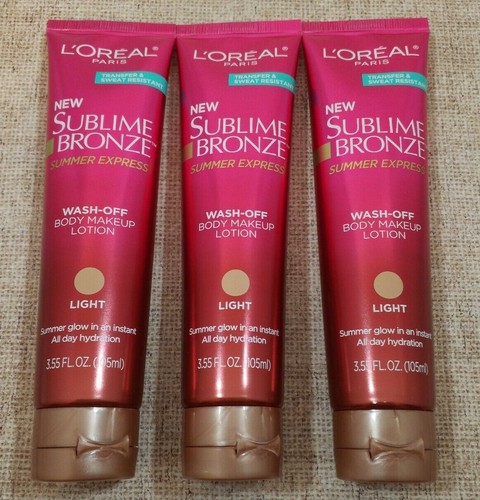 L'ORÉAL
PARIS
TRANSFER &
SWEAT RESISTANT
NEW
SUBLIME
BRONZE™
SUMMER EXPRESS
WASH-OFF
BODY MAKEUP
LOTION
LIGHT
Summer glow in an instant
All day hydration
3.55 FL.OZ. (105ml)
L'ORÉAL
PARIS
TRANSFER &
SWEAT RESISTANT
NEW
SUBLIME
BRONZE™
SUMMER EXPRESS
WASH-OFF
BODY MAKEUP
LOTION
LIGHT
Summer glow in an instant
All day hydration
3.55 FL.OZ. (105ml)
L'ORÉAL
PARIS
TRANSFER &
SWEAT RESISTANT
NEW
SUBLIME
BRONZE™
SUMMER EXPRESS
WASH-OFF
BODY MAKEUP
LOTION
LIGHT
Summer glow in an instant
All day hydration
3.55 FL.OZ. (105ml)